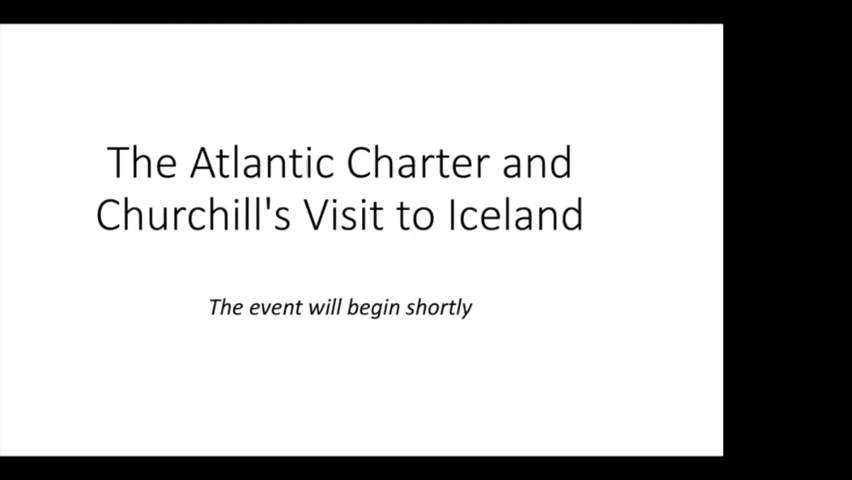 The Atlantic Charter and
Churchill's Visit to Iceland
The event will begin shortly